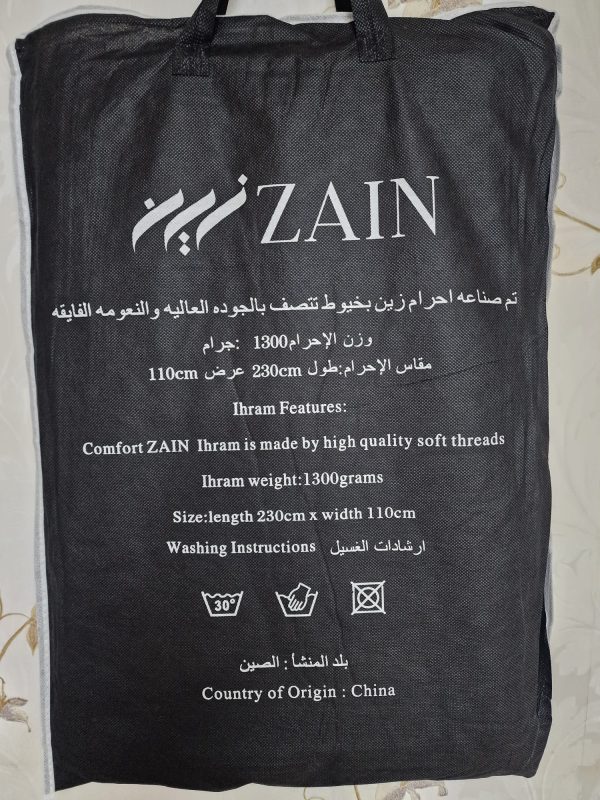 زين ZAIN
تم صناعه احرام زين بخيوط تتصف بالجوده العاليه والنعومه الفايقه
وزن الإحرام1300 :جرام
مقاس الإحرام:طول 230cm عرض 110cm
Ihram Features:
Comfort ZAIN Ihram is made by high quality soft threads
Ihram weight:1300grams
Size:length 230cm x width 110cm
Washing Instructions ارشادات الغسيل
30°
بلد المنشأ : الصين
Country of Origin : China